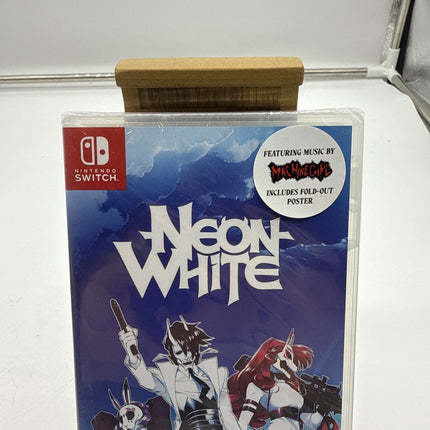 NINTENDO
SWITCH
FEATURING MUSIC BY
MACHINE GIRL
INCLUDES FOLD-OUT
POSTER
NEON
WHITE